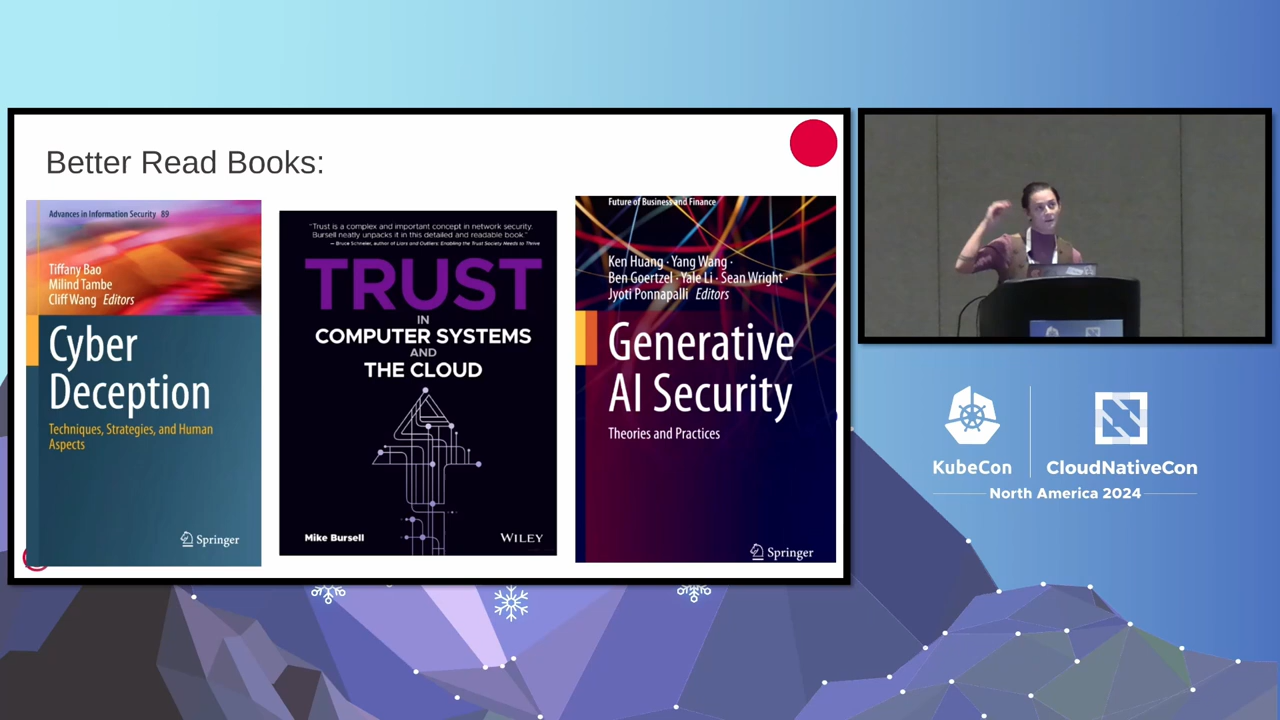 Better Read Books:
Advances in Information Security 89
Tiffany Bao
Milind Tambe
Cliff Wang Editors
Cyber
Deception
Techniques, Strategies, and Human
Aspects
Springer
"Trust is a complex and important concept in network security.
Bursell neatly unpacks it in this detailed and readable book."
— Bruce Schneier, author of Liars and Outliers: Enabling the Trust Society Needs to Thrive
TRUST
IN
COMPUTER SYSTEMS
AND
THE CLOUD
Mike Bursell
WILEY
Future of Business and Finance
Ken Huang · Yang Wang ·
Ben Goertzel · Yale Li · Sean Wright ·
Jyoti Ponnapalli Editors
Generative
AI Security
Theories and Practices
Springer
KubeCon
CloudNativeCon
North America 2024